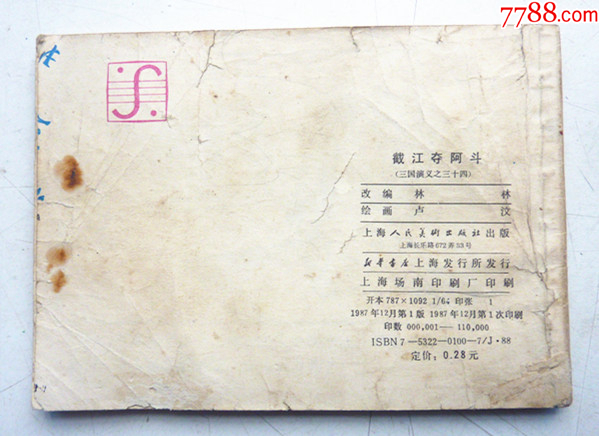 7788.com
截江夺阿斗
（三国演义之三十四）
改编 林 林
绘画 卢 汶
上海人民美术出版社出版
上海长乐路672弄33号
新华书店上海发行所发行
上海场南印刷厂印刷
开本 787×1092 1/64 印张 1
1987年12月第1版 1987年12月第1次印刷
印数 000,001—110,000
ISBN 7—5322—0100—7/J·88
定价：0.28元